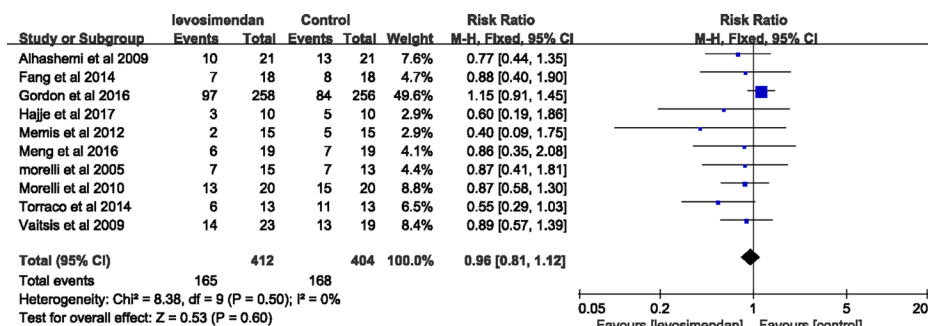 levosimendan Control Risk Ratio Risk Ratio
Study or Subgroup Events Total Events Total Weight M-H, Fixed, 95% CI M-H, Fixed, 95% CI
Alhashemi et al 2009 10 21 13 21 7.6% 0.77 [0.44, 1.35]
Fang et al 2014 7 18 8 18 4.7% 0.88 [0.40, 1.90]
Gordon et al 2016 97 258 84 256 49.6% 1.15 [0.91, 1.45]
Hajje et al 2017 3 10 5 10 2.9% 0.60 [0.19, 1.86]
Memis et al 2012 2 15 5 15 2.9% 0.40 [0.09, 1.75]
Meng et al 2016 6 19 7 19 4.1% 0.86 [0.35, 2.08]
morelli et al 2005 7 15 7 13 4.4% 0.87 [0.41, 1.81]
Morelli et al 2010 13 20 15 20 8.8% 0.87 [0.58, 1.30]
Torraco et al 2014 6 13 11 13 6.5% 0.55 [0.29, 1.03]
Vaitsis et al 2009 14 23 13 19 8.4% 0.89 [0.57, 1.39]
Total (95% CI) 412 404 100.0% 0.96 [0.81, 1.12]
Total events 165 168
Heterogeneity: Chi² = 8.38, df = 9 (P = 0.50); I² = 0%
Test for overall effect: Z = 0.53 (P = 0.60)
0.05 0.2 1 5 20
Favours [levosimendan] Favours [control]